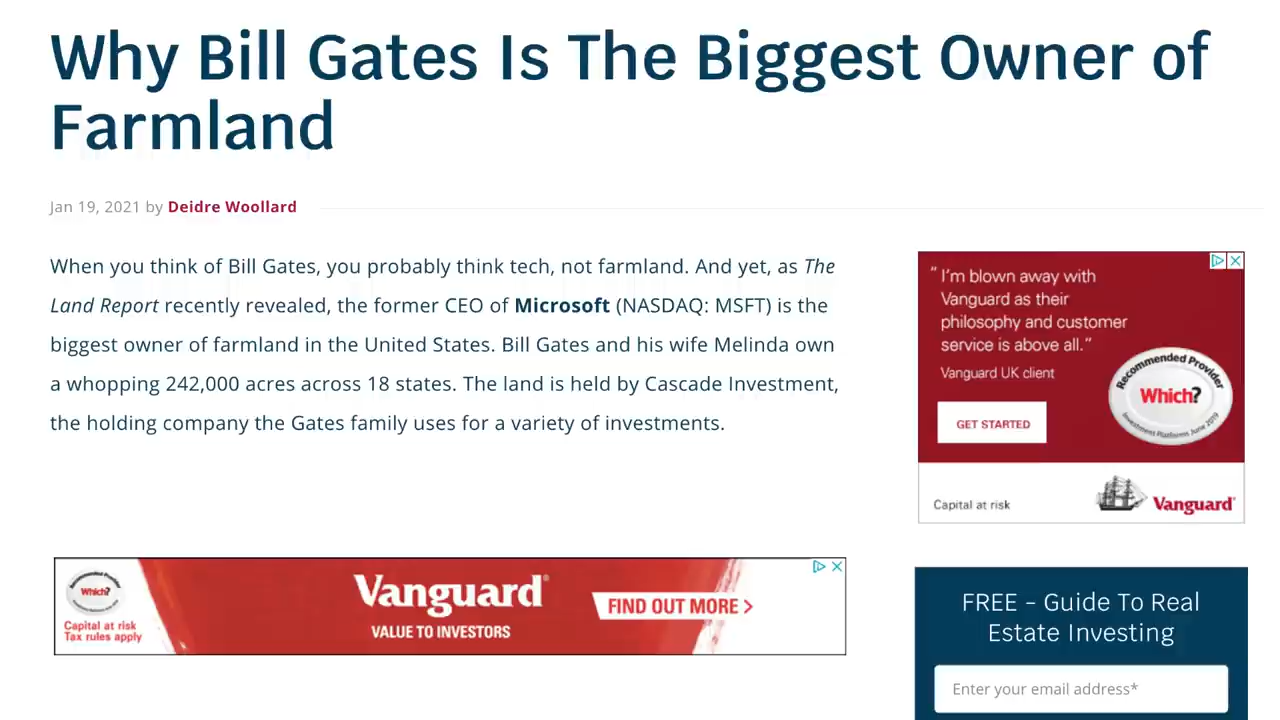 Why Bill Gates Is The Biggest Owner of
Farmland
Jan 19, 2021 by Deidre Woollard
When you think of Bill Gates, you probably think tech, not farmland. And yet, as The
Land Report recently revealed, the former CEO of Microsoft (NASDAQ: MSFT) is the
biggest owner of farmland in the United States. Bill Gates and his wife Melinda own
a whopping 242,000 acres across 18 states. The land is held by Cascade Investment,
the holding company the Gates family uses for a variety of investments.
“I’m blown away with
Vanguard as their
philosophy and customer
service is above all.”
Vanguard UK client
GET STARTED
Recommended Provider
Which?
Investment Platforms June 2019
Capital at risk
Vanguard
Recommended Provider
Which?
Capital at risk
Tax rules apply
Vanguard®
VALUE TO INVESTORS
FIND OUT MORE >
FREE - Guide To Real
Estate Investing
Enter your email address*